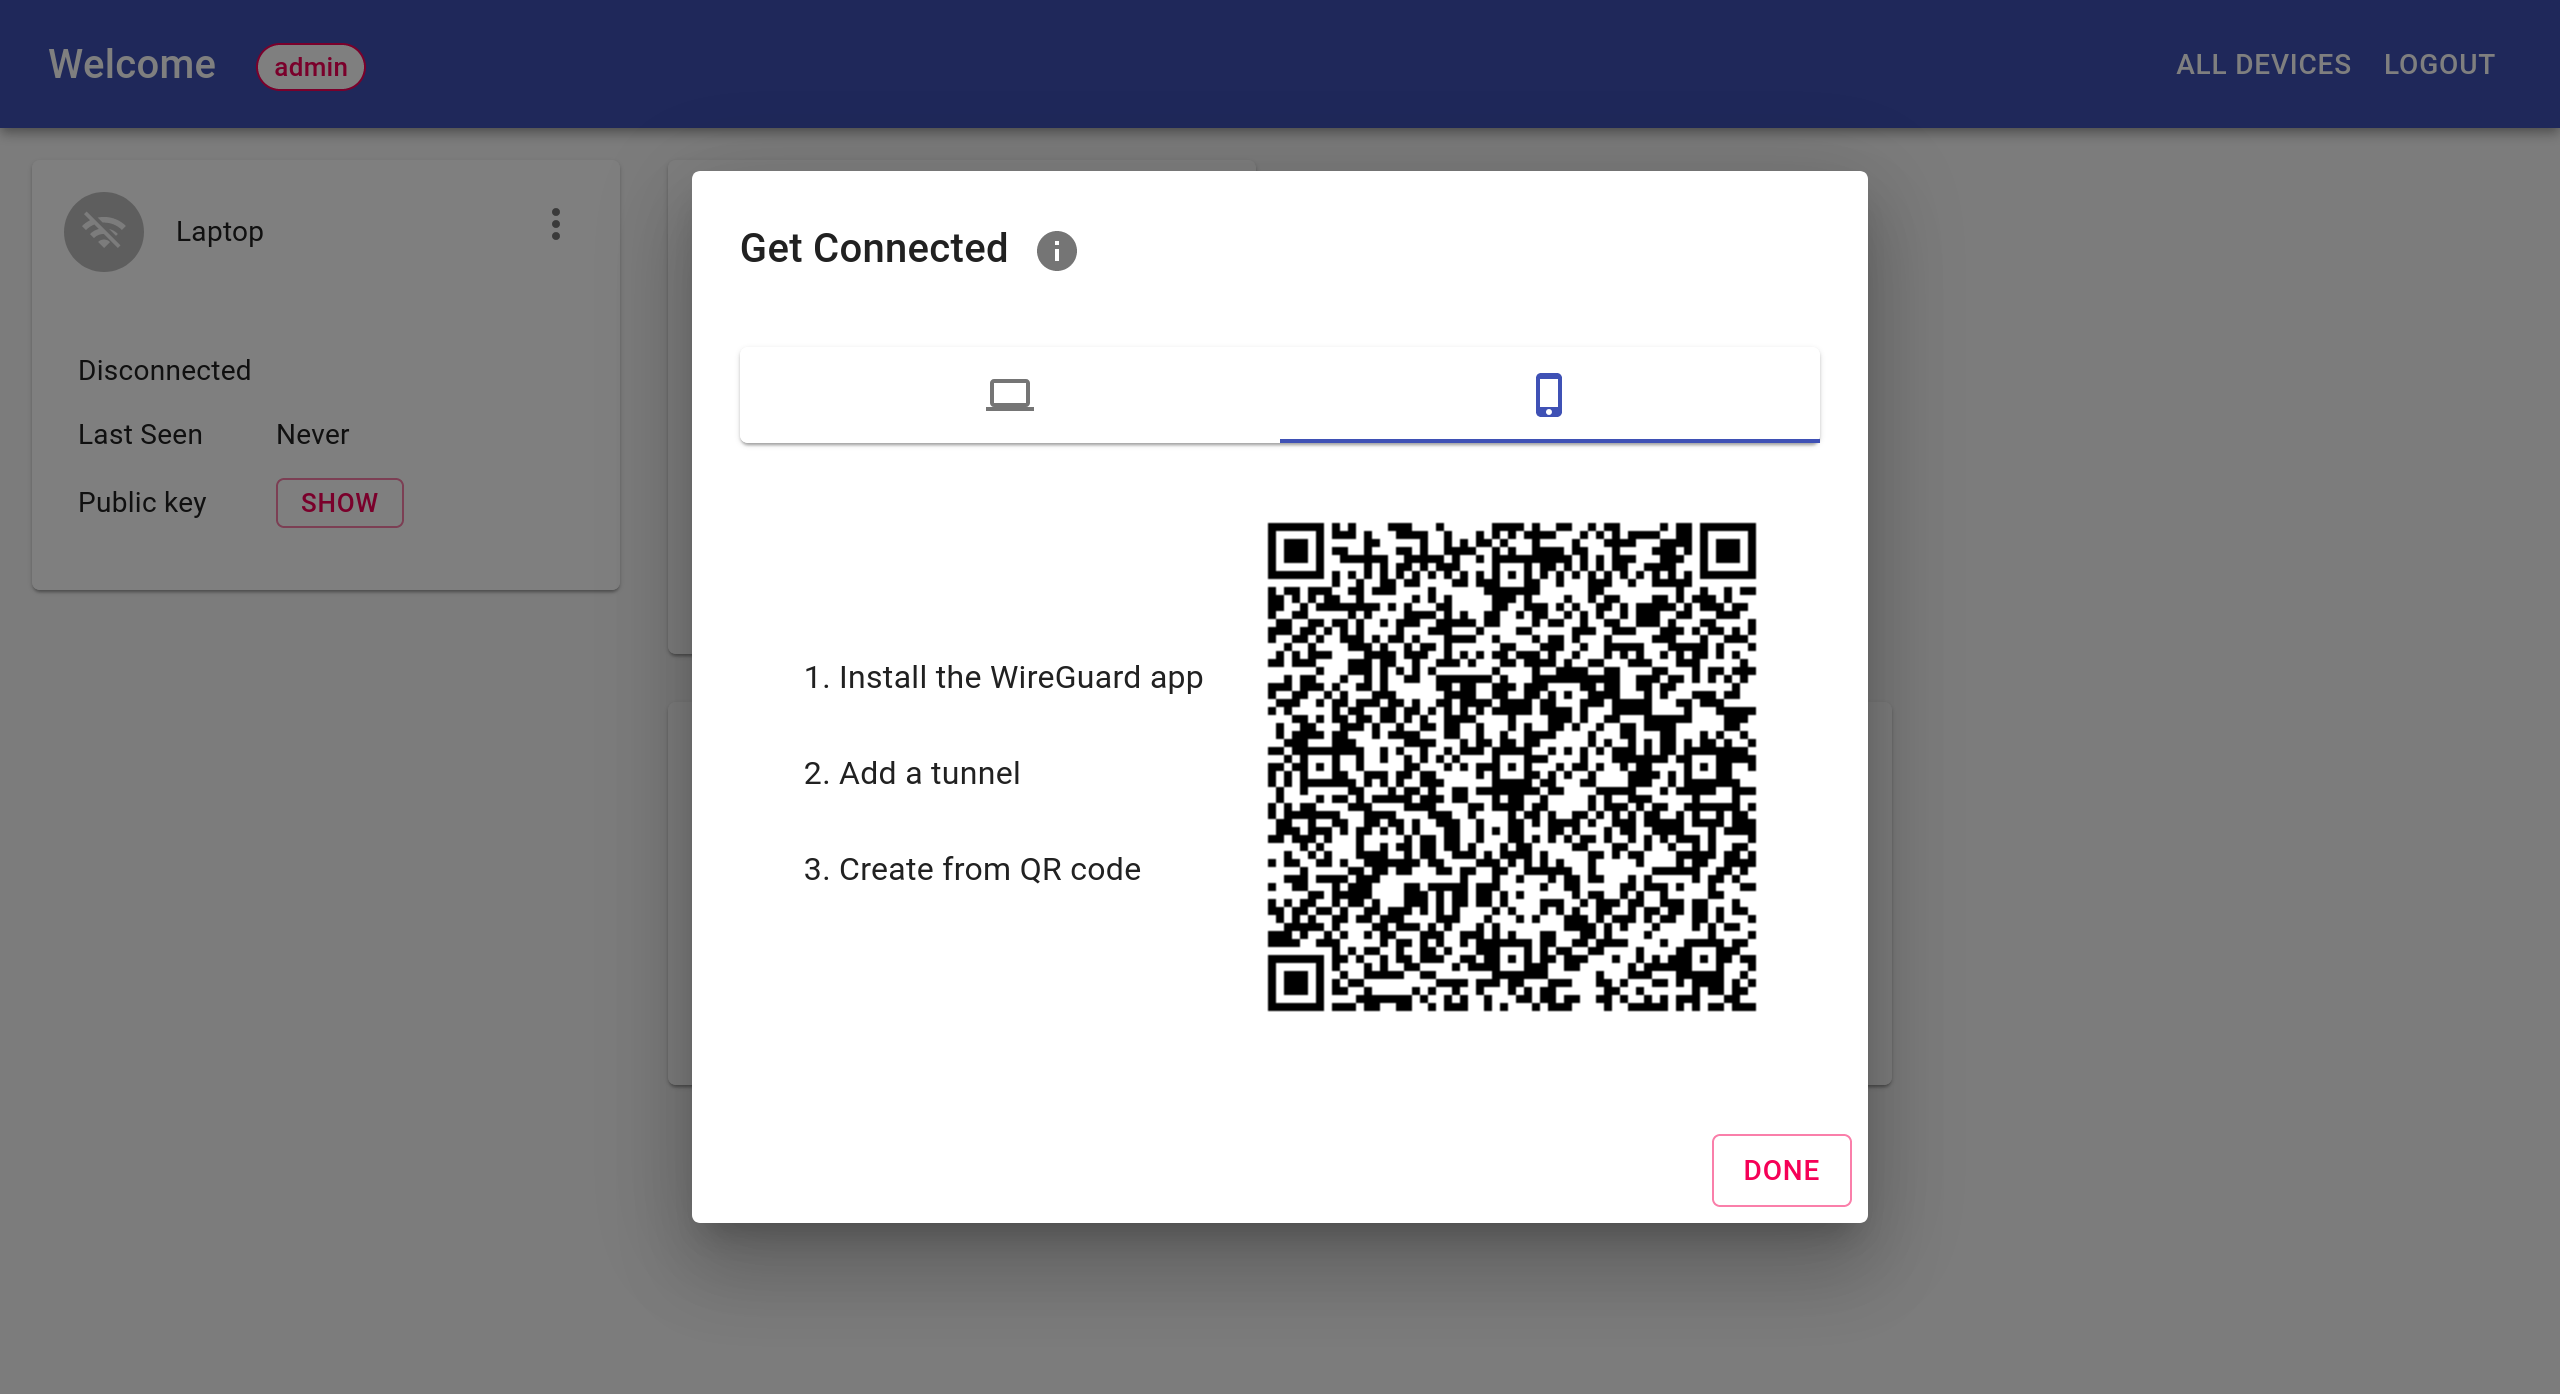 Welcome admin ALL DEVICES LOGOUT
Laptop
Disconnected
Last Seen Never
Public key SHOW
Get Connected
1. Install the WireGuard app
2. Add a tunnel
3. Create from QR code
DONE